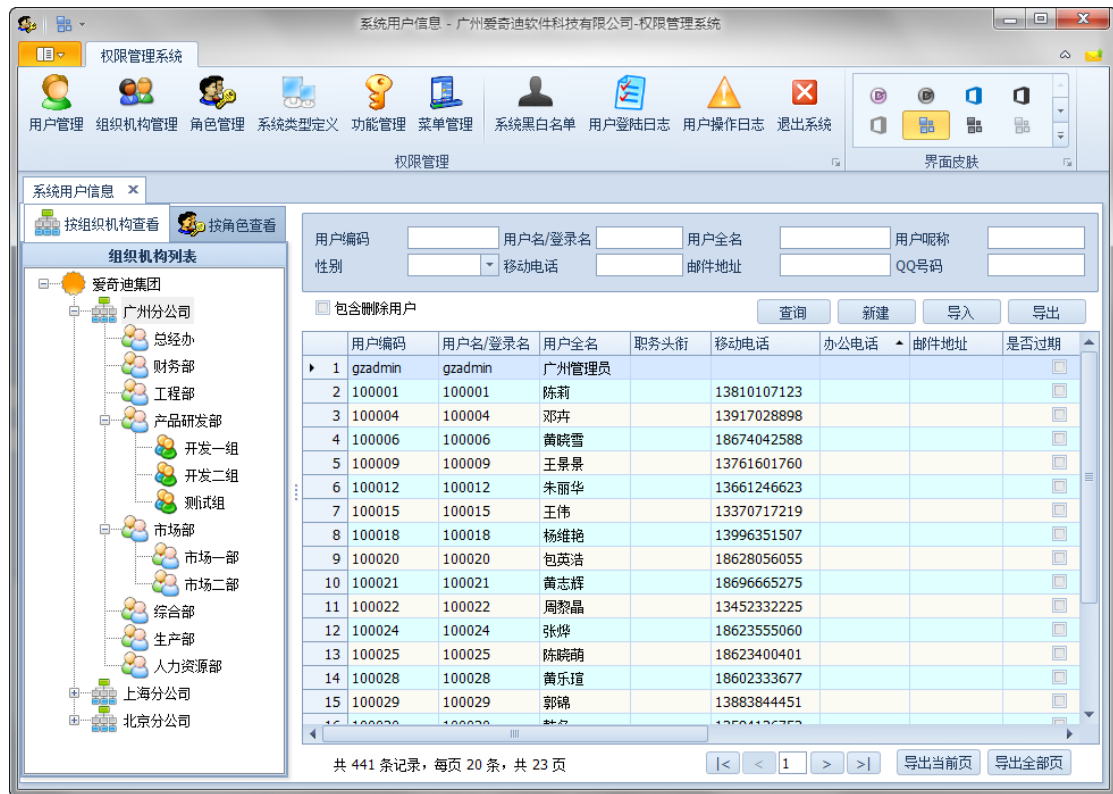 系统用户信息 - 广州爱奇迪软件科技有限公司-权限管理系统
权限管理系统
用户管理 组织机构管理 角色管理 系统类型定义 功能管理 菜单管理 系统黑白名单 用户登陆日志 用户操作日志 退出系统
权限管理 界面皮肤
系统用户信息
按组织机构查看 按角色查看
组织机构列表
爱奇迪集团
广州分公司
总经办
财务部
工程部
产品研发部
开发一组
开发二组
测试组
市场部
市场一部
市场二部
综合部
生产部
人力资源部
上海分公司
北京分公司
用户编码 用户名/登录名 用户全名 用户呢称
性别 移动电话 邮件地址 QQ号码
包含删除用户 查询 新建 导入 导出
用户编码 用户名/登录名 用户全名 职务头衔 移动电话 办公电话 邮件地址 是否过期
1 gzadmin gzadmin 广州管理员
2 100001 100001 陈莉 13810107123
3 100004 100004 邓卉 13917028898
4 100006 100006 黄皖雪 18674042588
5 100009 100009 王景景 13761601760
6 100012 100012 朱丽华 13661246623
7 100015 100015 王伟 13370717219
8 100018 100018 杨维艳 13996351507
9 100020 100020 包英浩 18628056055
10 100021 100021 黄志辉 18696665275
11 100022 100022 周黎晶 13452332225
12 100024 100024 张烨 18623555060
13 100025 100025 陈皖萌 18623400401
14 100028 100028 黄乐瑄 18602333677
15 100029 100029 郭锦 13883844451
共 441 条记录，每页 20 条，共 23 页 |< < 1 > >| 导出当前页 导出全部页